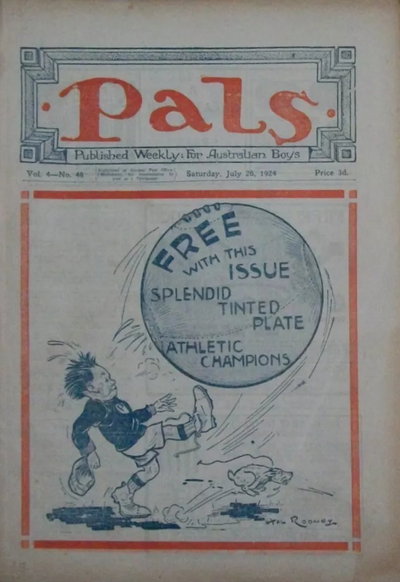 Pals
Published Weekly: For Australian Boys
Vol. 4—No.
Saturday, July 26, 1924
Price 3d.
FREE
WITH THIS
ISSUE
SPLENDID
TINTED
PLATE
ATHLETIC
CHAMPIONS